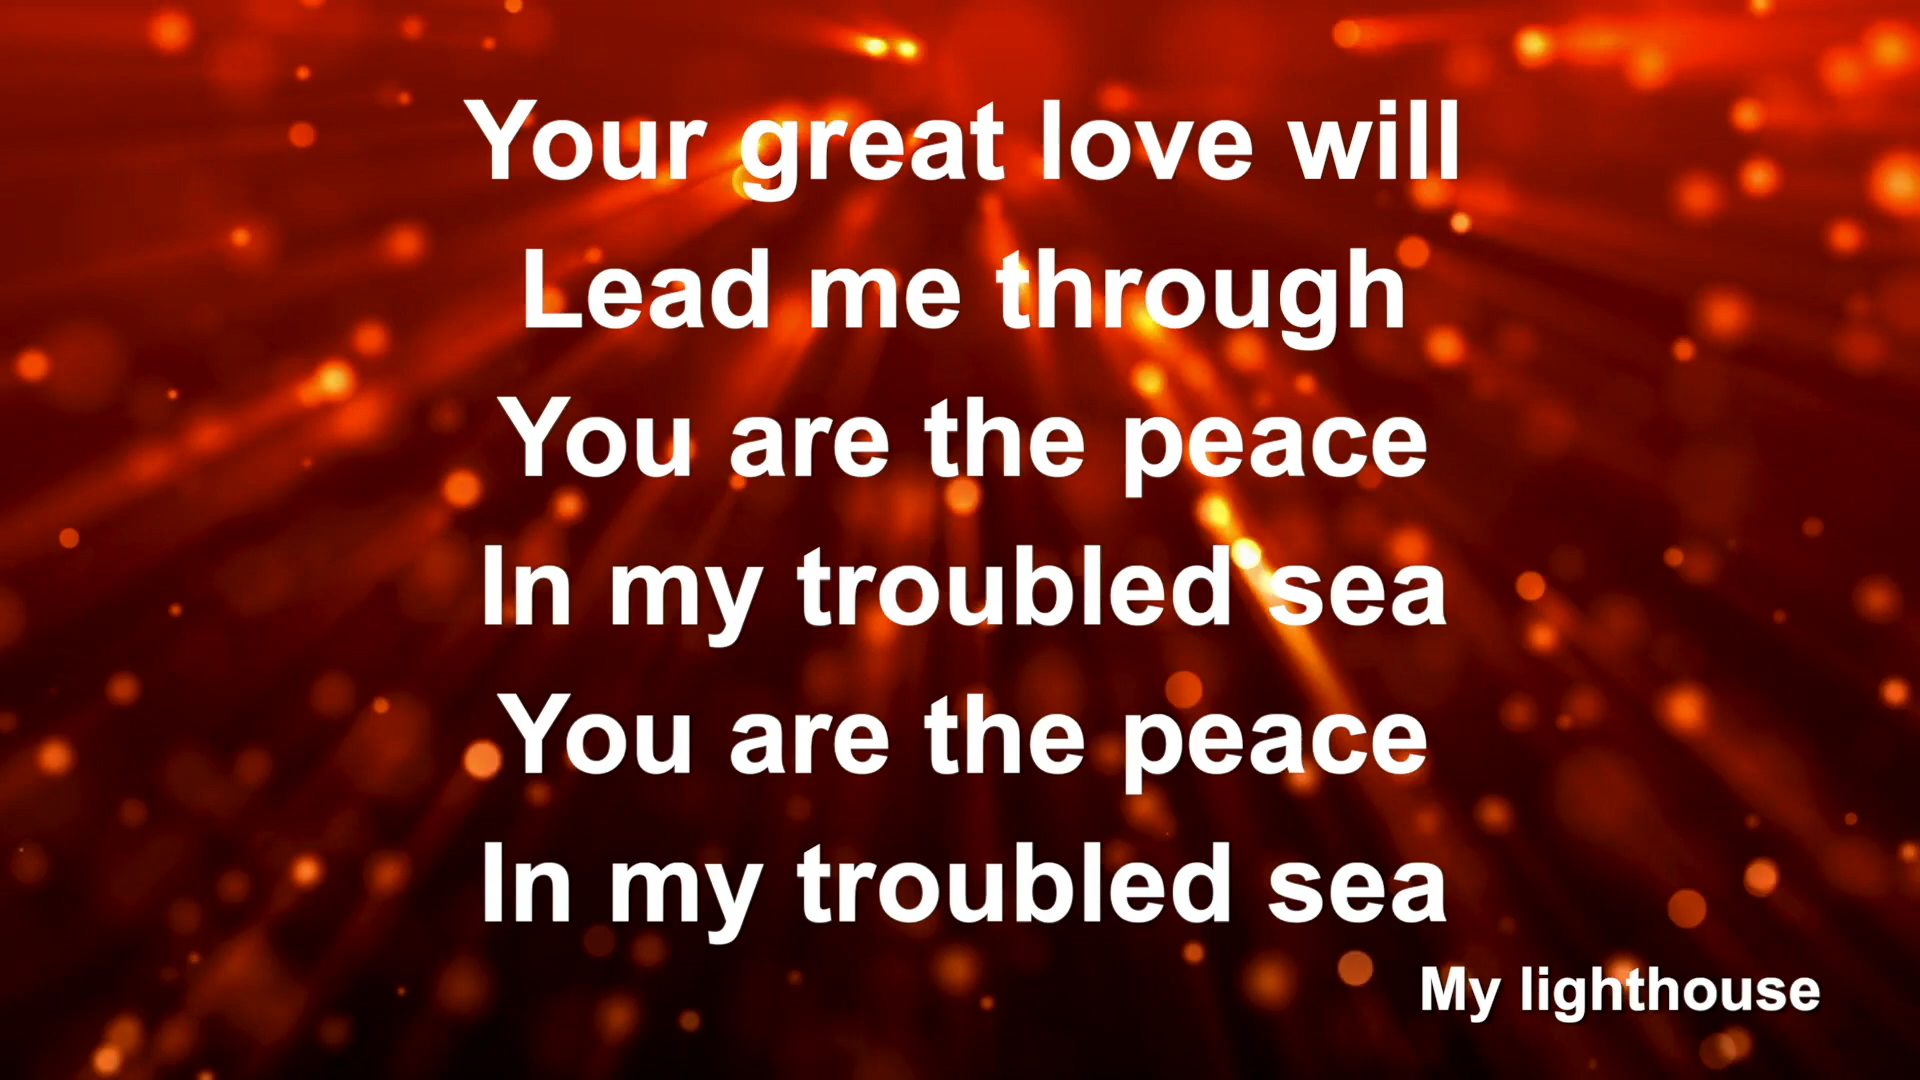 Your great love will
Lead me through
You are the peace
In my troubled sea
You are the peace
In my troubled sea
My lighthouse